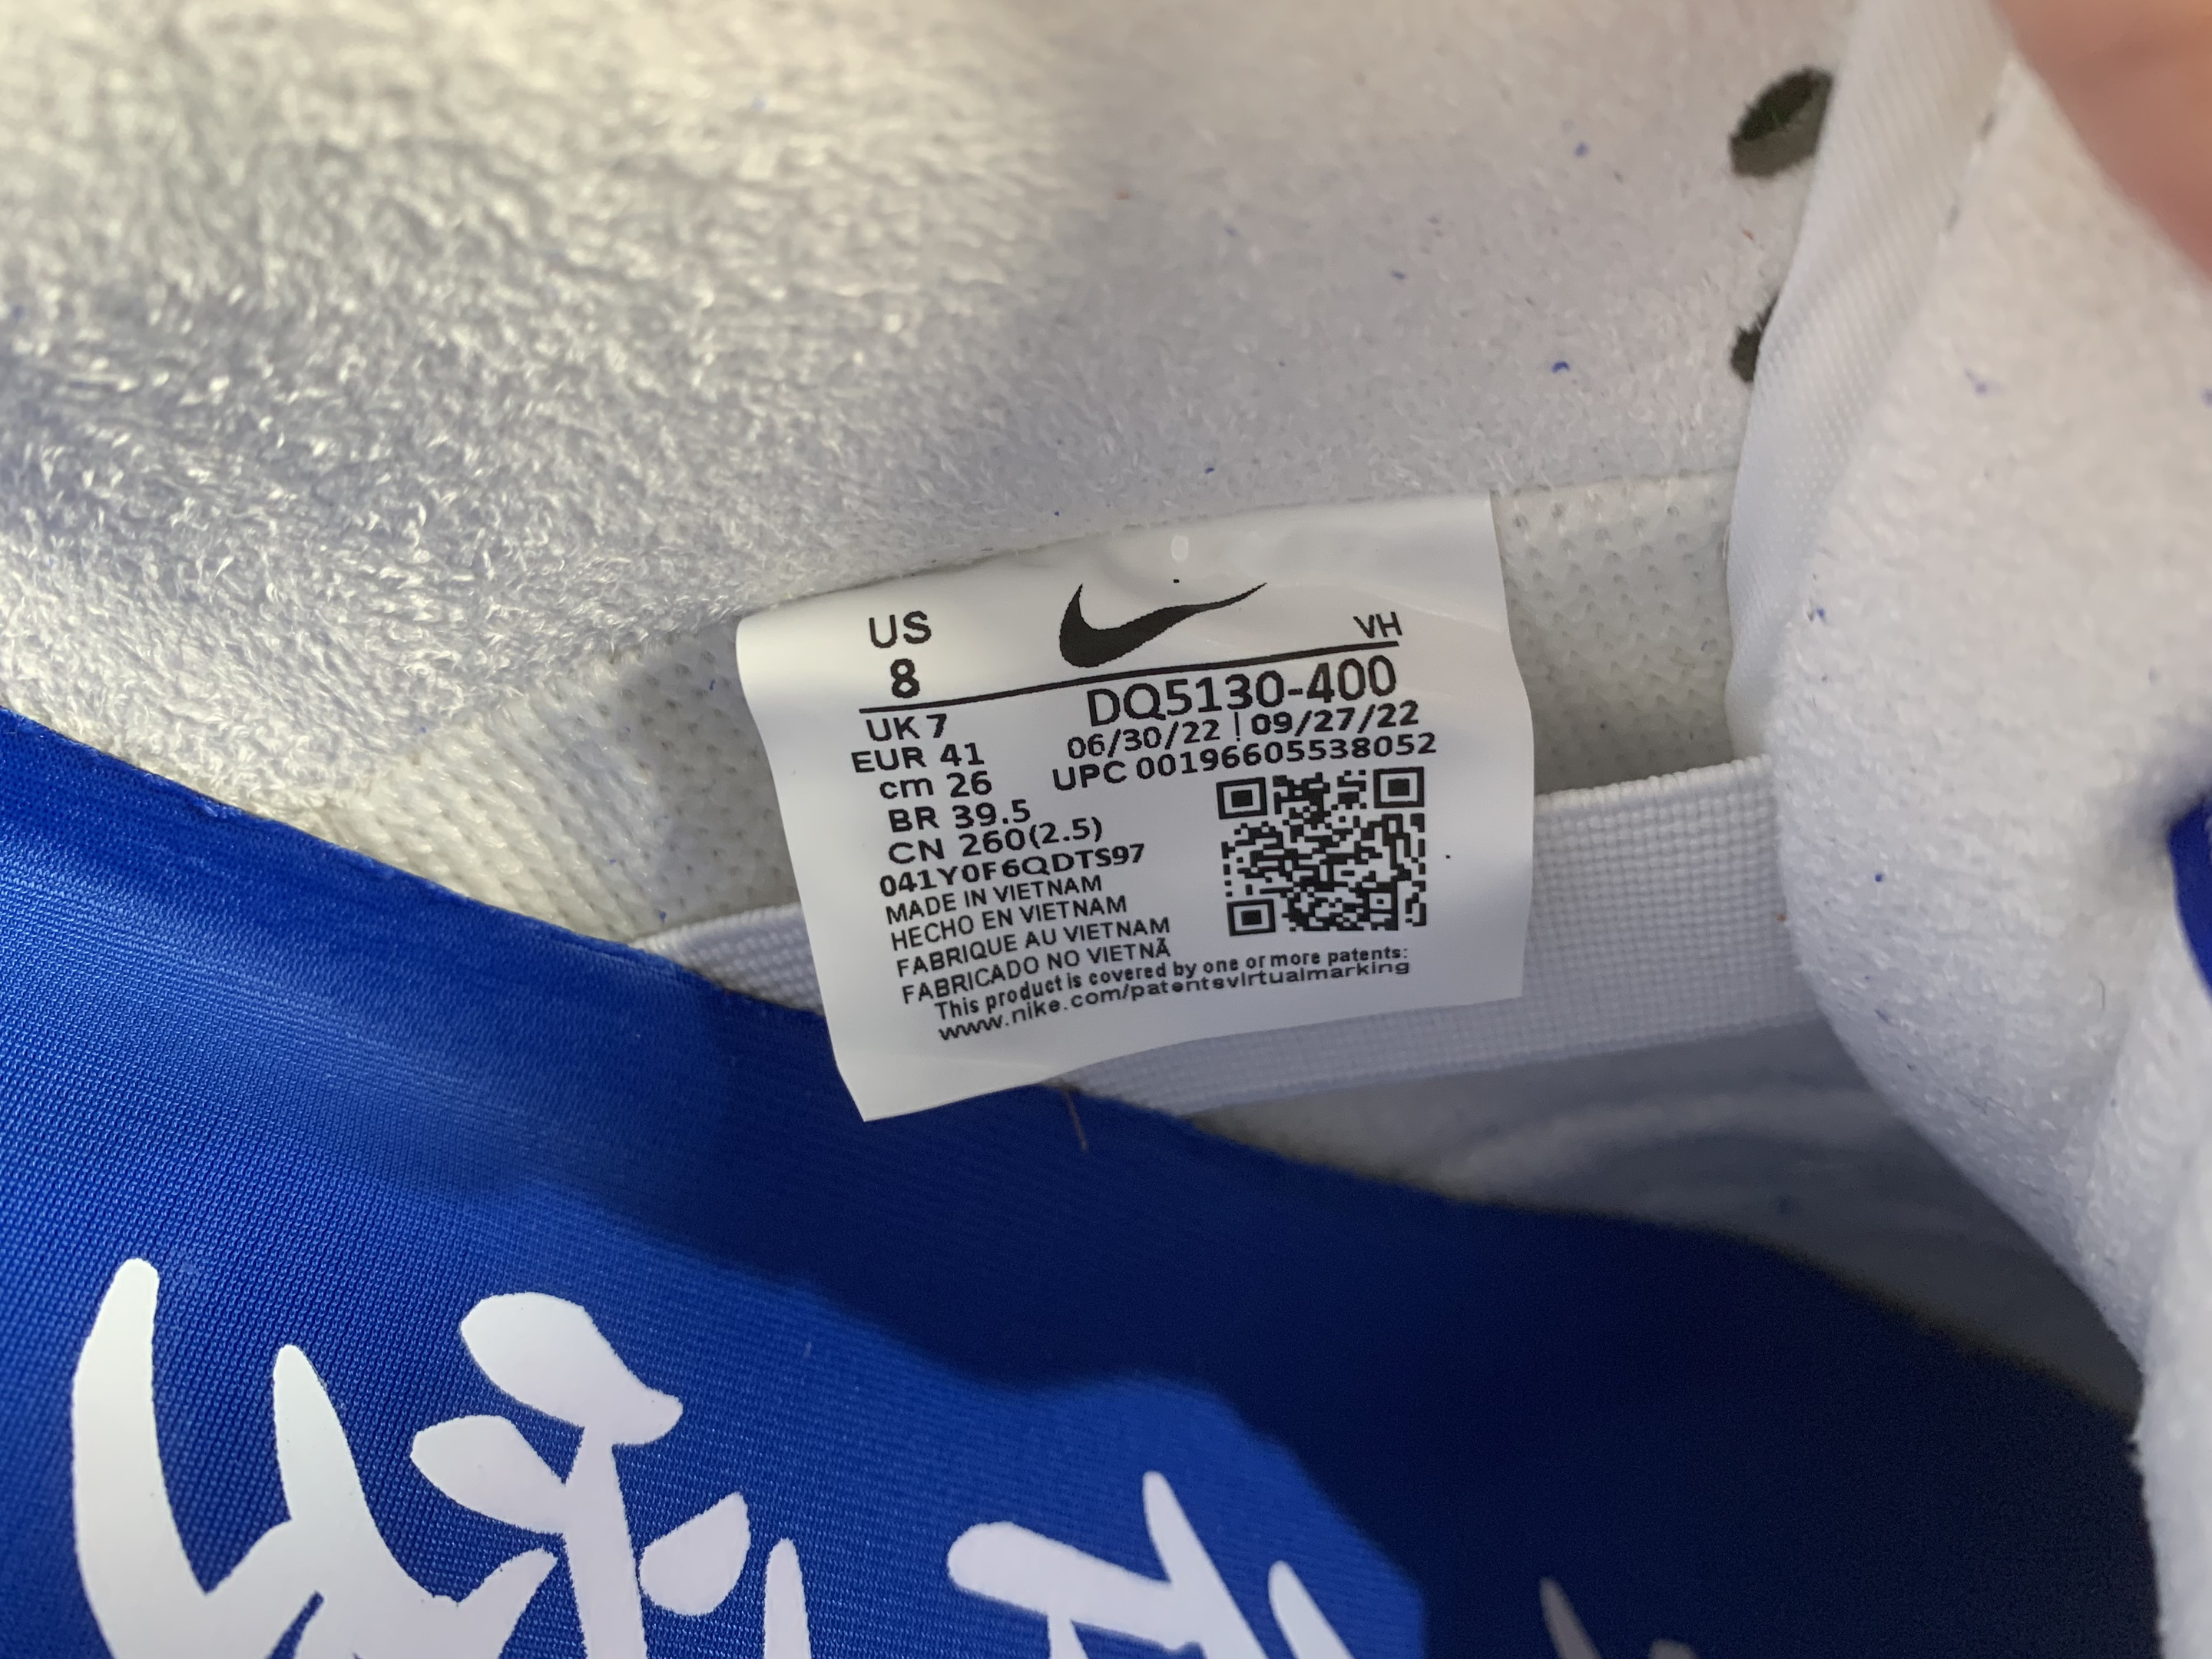 US
8
VH
DQ5130-400
UK 7
06/30/22 | 09/27/22
EUR 41
UPC 00196605538052
cm 26
BR 39.5
CN 260(2.5)
041Y0F6QDTS97
MADE IN VIETNAM
HECHO EN VIETNAM
FABRIQUE AU VIETNAM
FABRICADO NO VIETNÃ
This product is covered by one or more patents:
www.nike.com/patentsvirtualmarking